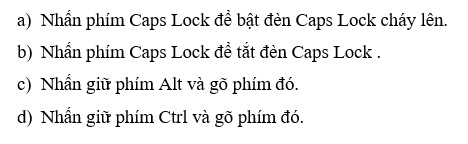 a) Nhấn phím Caps Lock để bật đèn Caps Lock cháy lên.
b) Nhấn phím Caps Lock để tắt đèn Caps Lock .
c) Nhấn giữ phím Alt và gõ phím đó.
d) Nhấn giữ phím Ctrl và gõ phím đó.